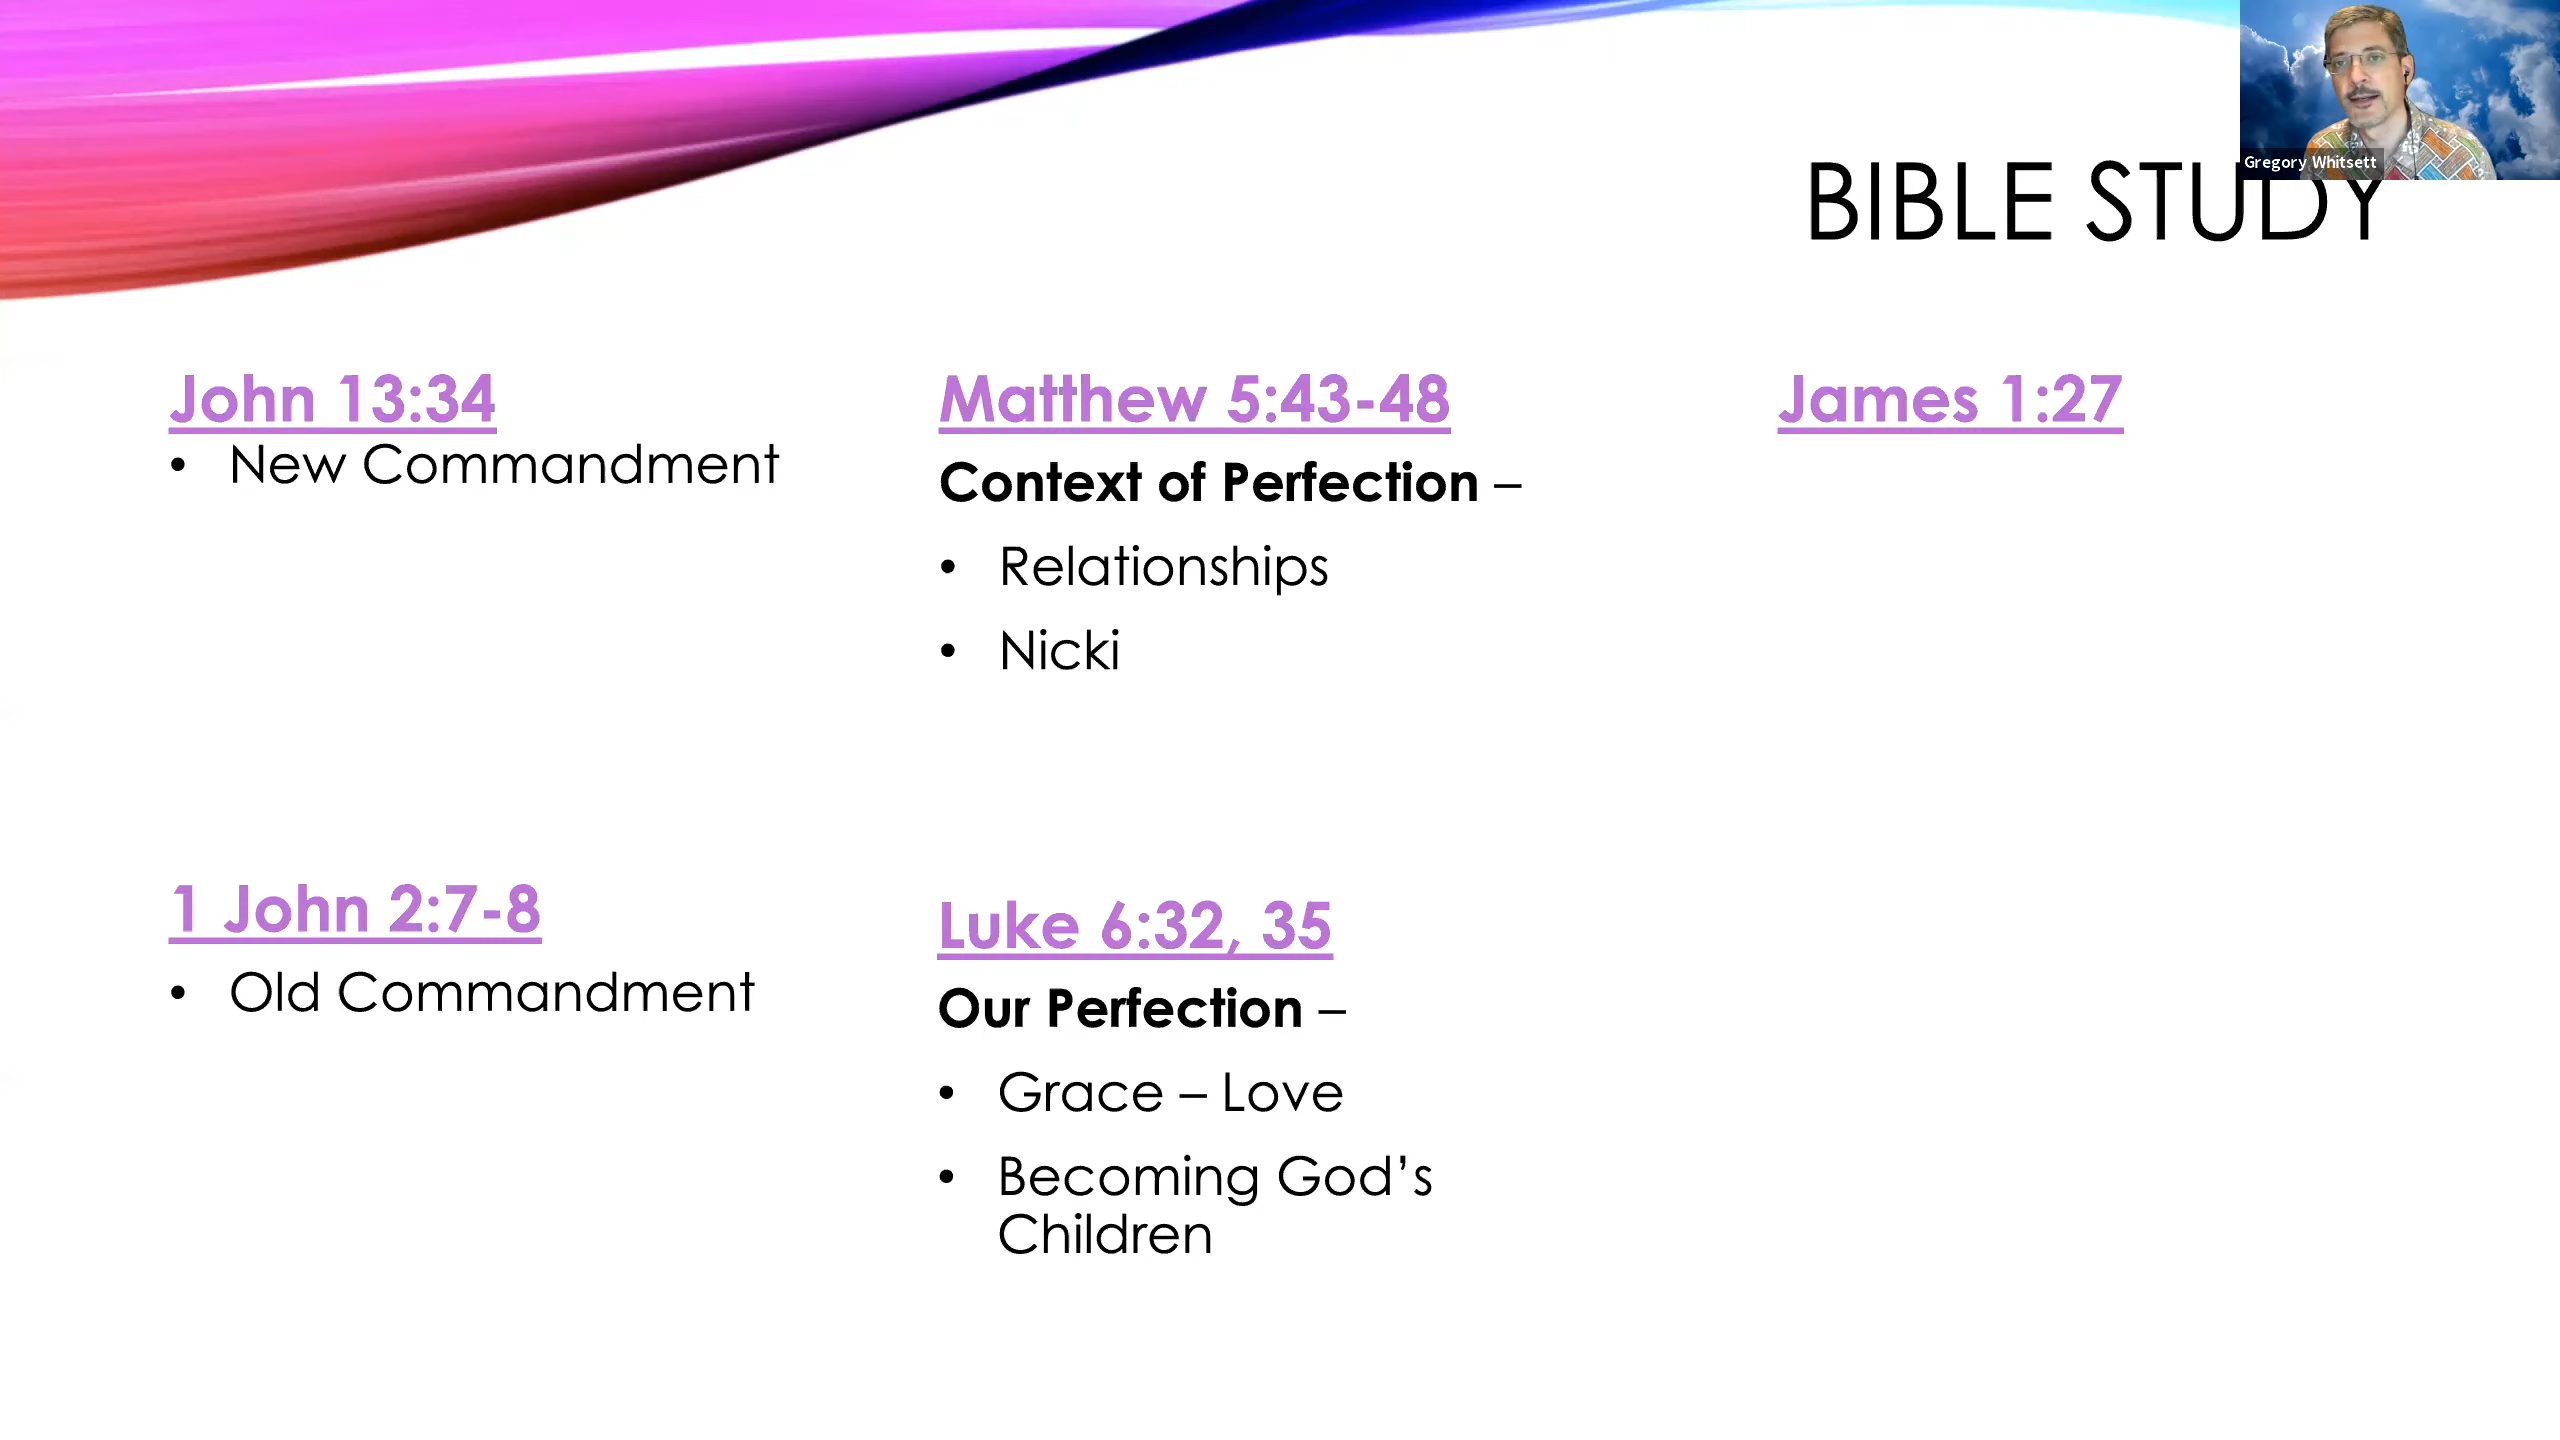 Gregory Whitsett
BIBLE STUDY
John 13:34
• New Commandment
1 John 2:7-8
• Old Commandment
Matthew 5:43-48
Context of Perfection –
• Relationships
• Nicki
Luke 6:32, 35
Our Perfection –
• Grace – Love
• Becoming God’s
Children
James 1:27